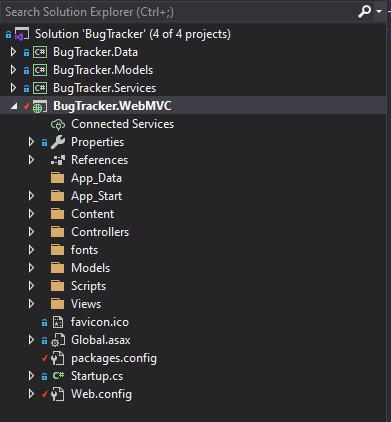 Search Solution Explorer (Ctrl+;)
Solution 'BugTracker' (4 of 4 projects)
C# BugTracker.Data
C# BugTracker.Models
C# BugTracker.Services
BugTracker.WebMVC
Connected Services
Properties
References
App_Data
App_Start
Content
Controllers
fonts
Models
Scripts
Views
favicon.ico
Global.asax
packages.config
C# Startup.cs
Web.config